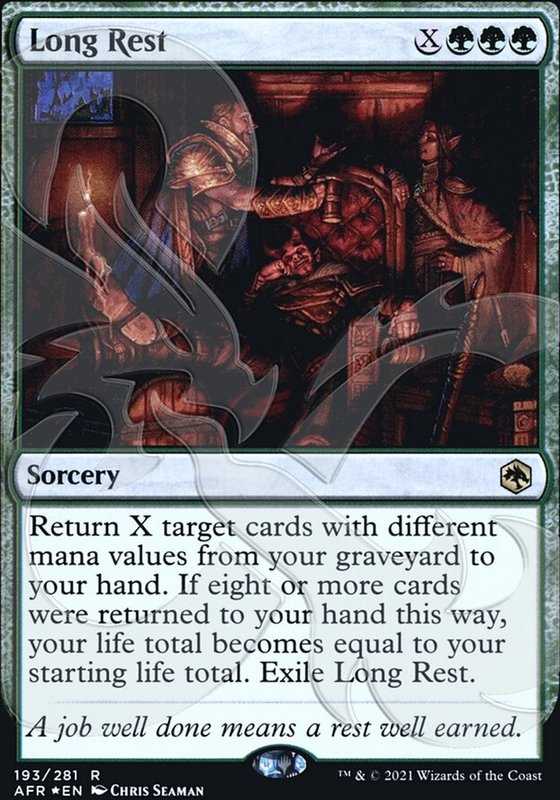 Long Rest X
Sorcery
Return X target cards with different
mana values from your graveyard to
your hand. If eight or more cards
were returned to your hand this way,
your life total becomes equal to your
starting life total. Exile Long Rest.
A job well done means a rest well earned.
193/281 R
AFR ★ EN Chris Seaman
™ & © 2021 Wizards of the Coast